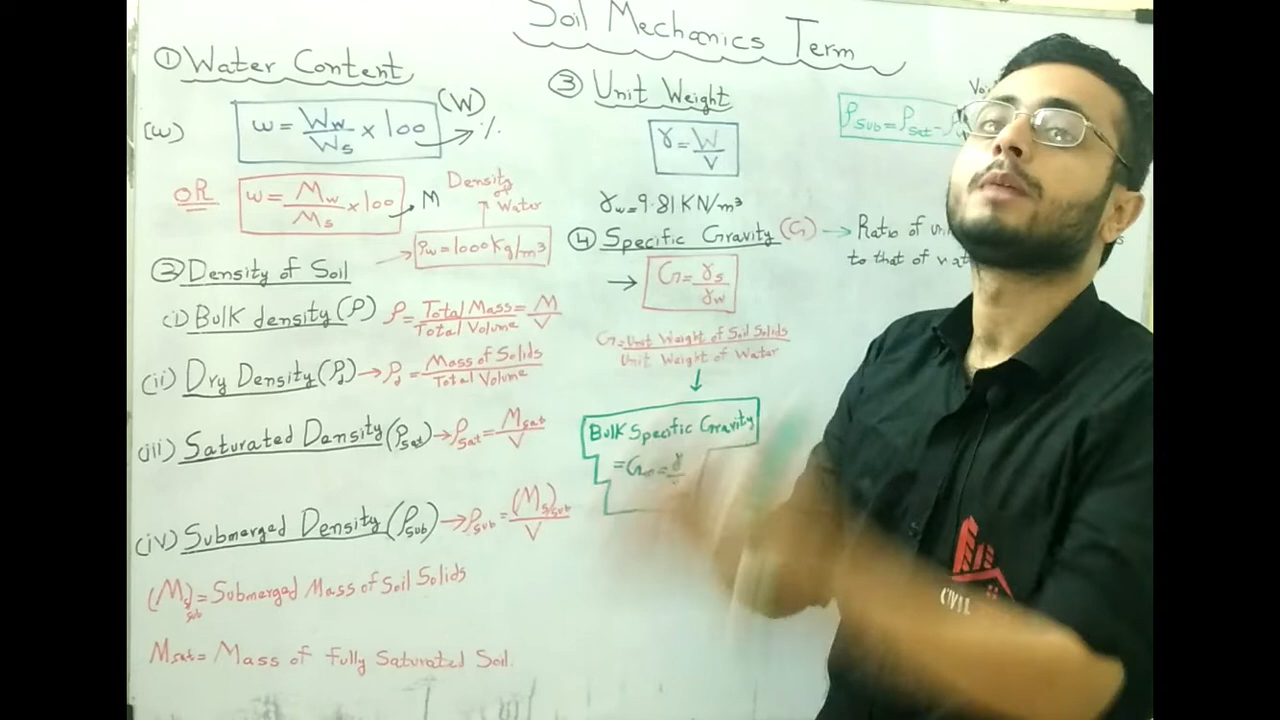 Soil Mechanics Term
① Water Content
(w)
w = Ww/Ws x 100
(W)
→ %
OR
w = Mw/Ms x 100
→ M
Density
of
Water
ρw = 1000 Kg/m³
② Density of Soil
(i) Bulk density (ρ) ρ = Total Mass/Total Volume = M/V
(ii) Dry Density (ρd) → ρd = Mass of Solids/Total Volume
(iii) Saturated Density (ρsat) → ρsat = Msat/V
(iv) Submerged Density (ρsub) → ρsub = (Ms)sub/V
(Ms)sub = Submerged Mass of Soil Solids
Msat = Mass of fully Saturated Soil.
③ Unit Weight
γ = W/V
γw = 9.81 KN/m³
④ Specific Gravity (G) → Ratio of
to that of
→ G = γs/γw
G = Unit Weight of Soil Solids/Unit Weight of Water
↓
Bulk Specific Gravity
= Gm = γ
ρsub = ρsat - ρ
CIVIL